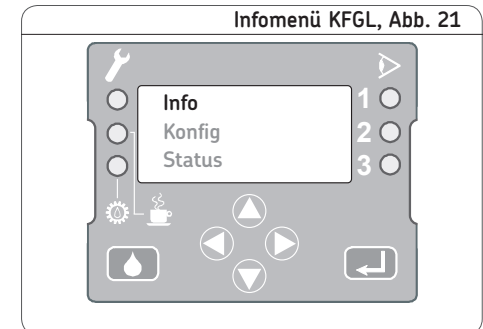 Infomenü KFGL, Abb. 21
Info
1
Konfig
2
Status
3